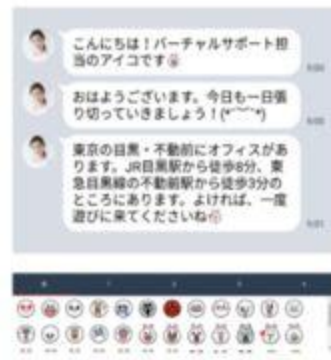 こんにちは！バーチャルサポート担
当のアイコです
おはようございます。今日も一日張
り切っていきましょう！(*^⌒^*)
東京の目黒・不動前にオフィスがあ
ります。JR目黒駅から徒歩8分、東
急目黒線の不動前駅から徒歩3分の
ところにあります。よければ、一度
遊びに来てくださいね